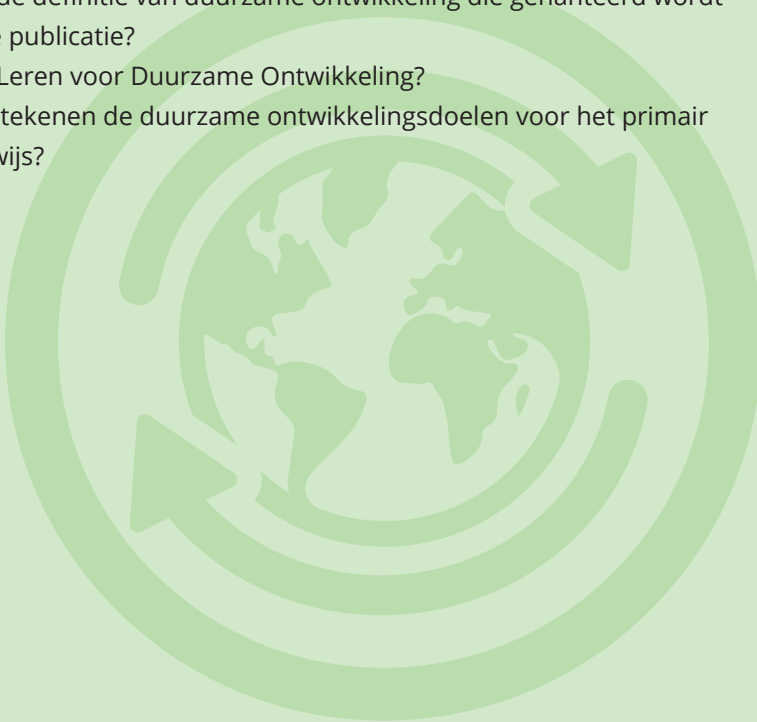 de definitie van duurzame ontwikkeling die gehanteerd wordt
publicatie?
Leren voor Duurzame Ontwikkeling?
tekenen de duurzame ontwikkelingsdoelen voor het primair
wijs?